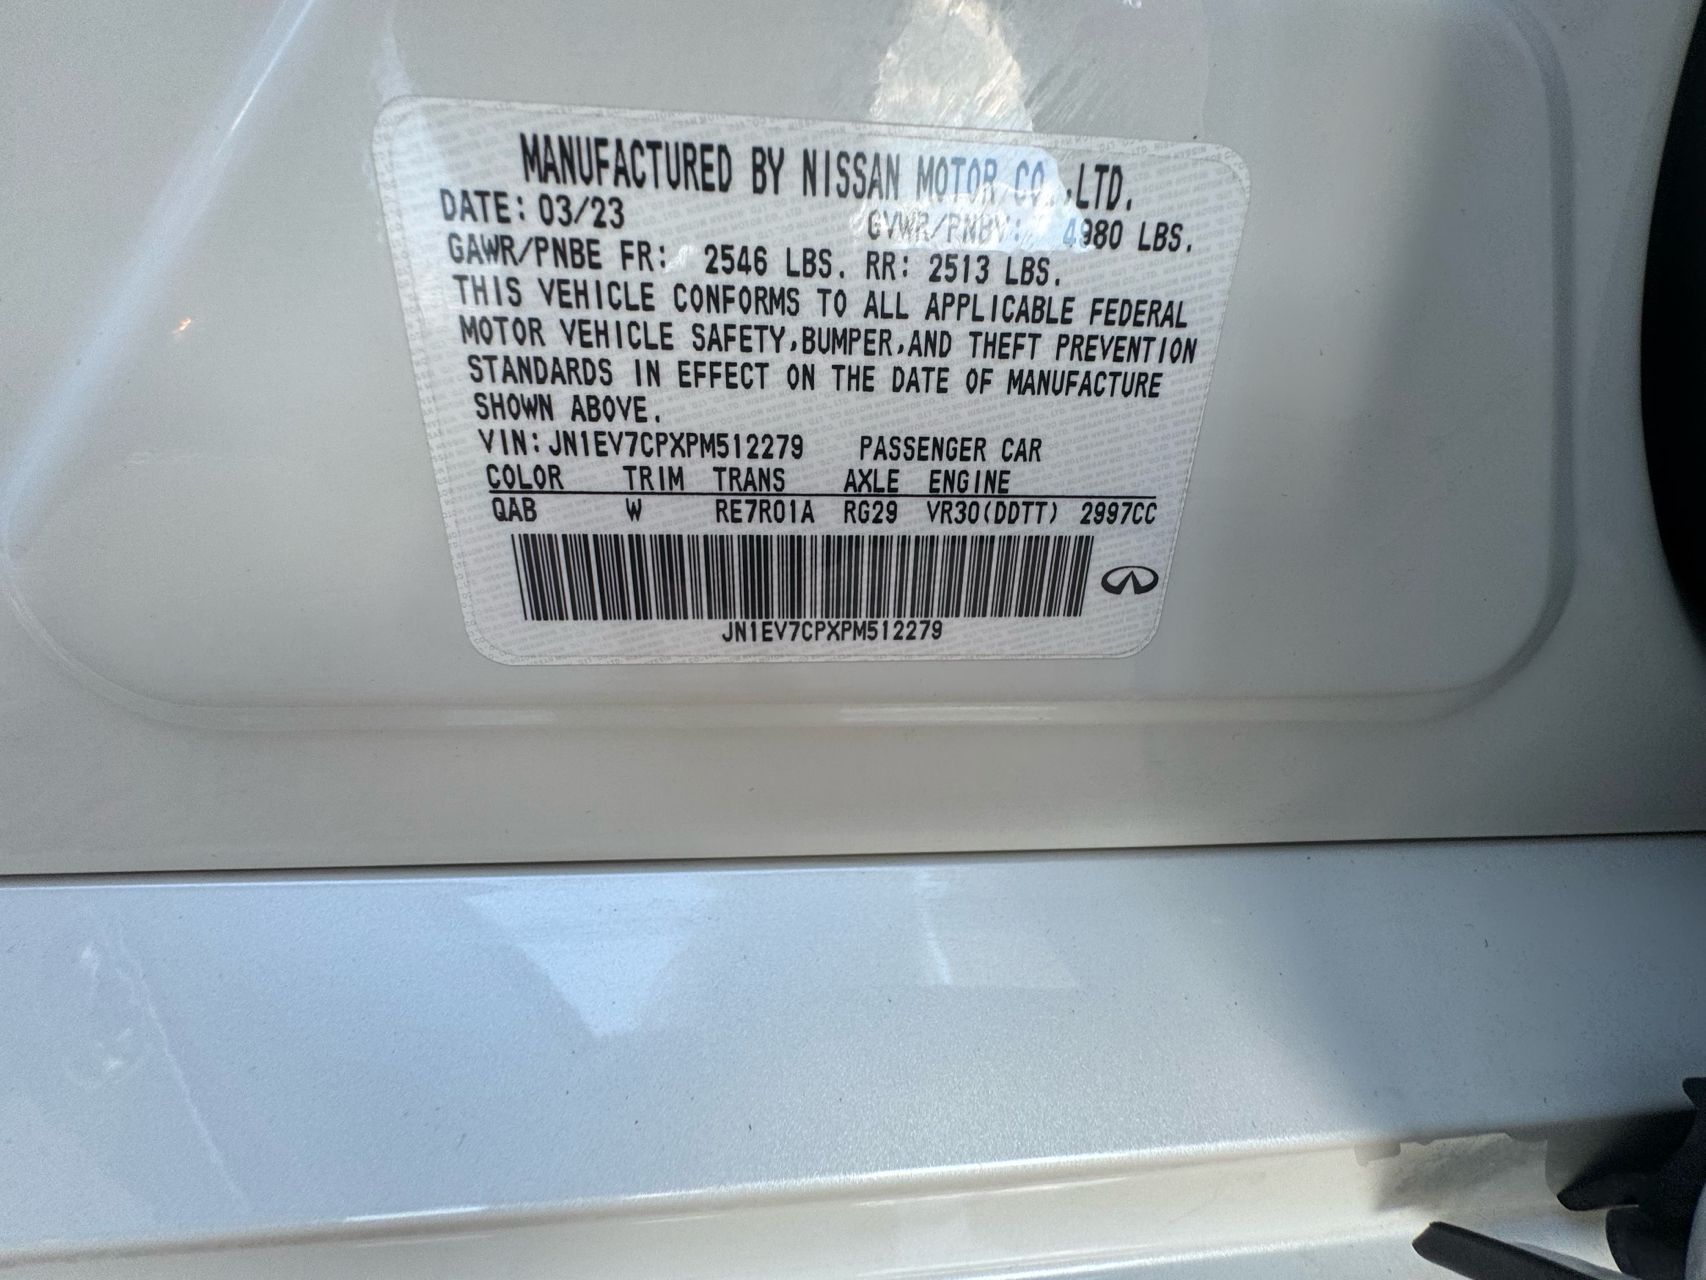 MANUFACTURED BY NISSAN MOTOR CO.,LTD.
DATE: 03/23 GVWR/PNBV: 4980 LBS.
GAWR/PNBE FR: 2546 LBS. RR: 2513 LBS.
THIS VEHICLE CONFORMS TO ALL APPLICABLE FEDERAL
MOTOR VEHICLE SAFETY,BUMPER,AND THEFT PREVENTION
STANDARDS IN EFFECT ON THE DATE OF MANUFACTURE
SHOWN ABOVE.
VIN:JN1EV7CPXPM512279 PASSENGER CAR
COLOR TRIM TRANS AXLE ENGINE
QAB W RE7R01A RG29 VR30(DDTT) 2997CC
JN1EV7CPXPM512279